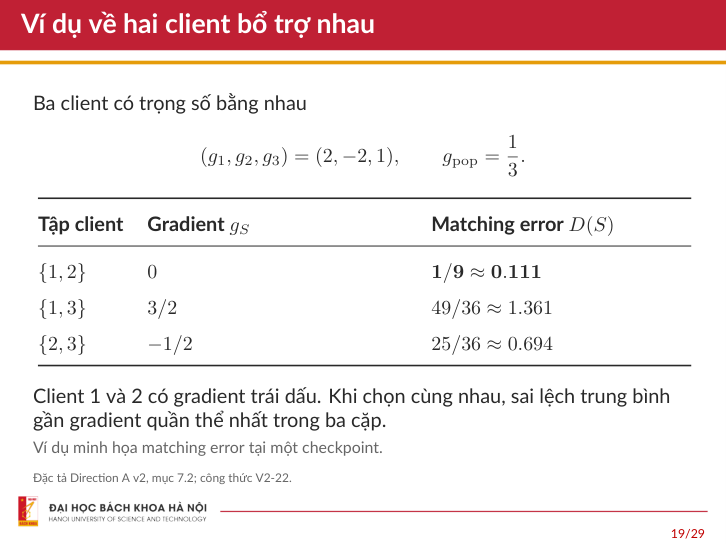 Ví dụ về hai client bổ trợ nhau
Ba client có trọng số bằng nhau
(g₁, g₂, g₃) = (2, −2, 1), g_pop = 1/3.
Tập client Gradient g_S Matching error D(S)
{1, 2} 0 1/9 ≈ 0.111
{1, 3} 3/2 49/36 ≈ 1.361
{2, 3} −1/2 25/36 ≈ 0.694
Client 1 và 2 có gradient trái dấu. Khi chọn cùng nhau, sai lệch trung bình
gần gradient quần thể nhất trong ba cặp.
Ví dụ minh họa matching error tại một checkpoint.
Đặc tả Direction A v2, mục 7.2; công thức V2-22.
ĐẠI HỌC BÁCH KHOA HÀ NỘI
HANOI UNIVERSITY OF SCIENCE AND TECHNOLOGY
19/29